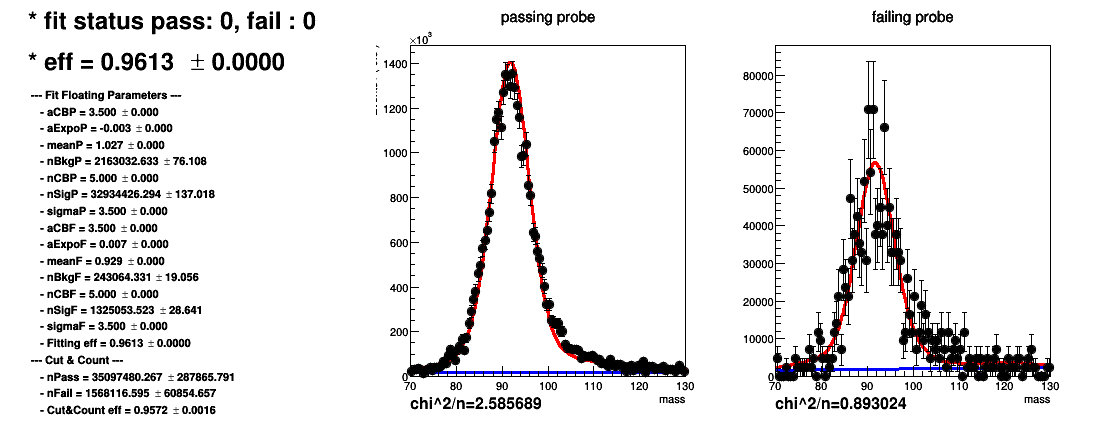 * fit status pass: 0, fail : 0
* eff = 0.9613 ± 0.0000
--- Fit Floating Parameters ---
- aCBP = 3.500 ± 0.000
- aExpoP = -0.003 ± 0.000
- meanP = 1.027 ± 0.000
- nBkgP = 2163032.633 ± 76.108
- nCBP = 5.000 ± 0.000
- nSigP = 32934426.294 ± 137.018
- sigmaP = 3.500 ± 0.000
- aCBF = 3.500 ± 0.000
- aExpoF = 0.007 ± 0.000
- meanF = 0.929 ± 0.000
- nBkgF = 243064.331 ± 19.056
- nCBF = 5.000 ± 0.000
- nSigF = 1325053.523 ± 28.641
- sigmaF = 3.500 ± 0.000
- Fitting eff = 0.9613 ± 0.0000
--- Cut & Count ---
- nPass = 35097480.267 ± 287865.791
- nFail = 1568116.595 ± 60854.657
- Cut&Count eff = 0.9572 ± 0.0016
passing probe
×10³
1400
1200
1000
800
600
400
200
0
70 80 90 100 110 120 130
mass
chi^2/n=2.585689
failing probe
80000
70000
60000
50000
40000
30000
20000
10000
0
70 80 90 100 110 120 130
mass
chi^2/n=0.893024